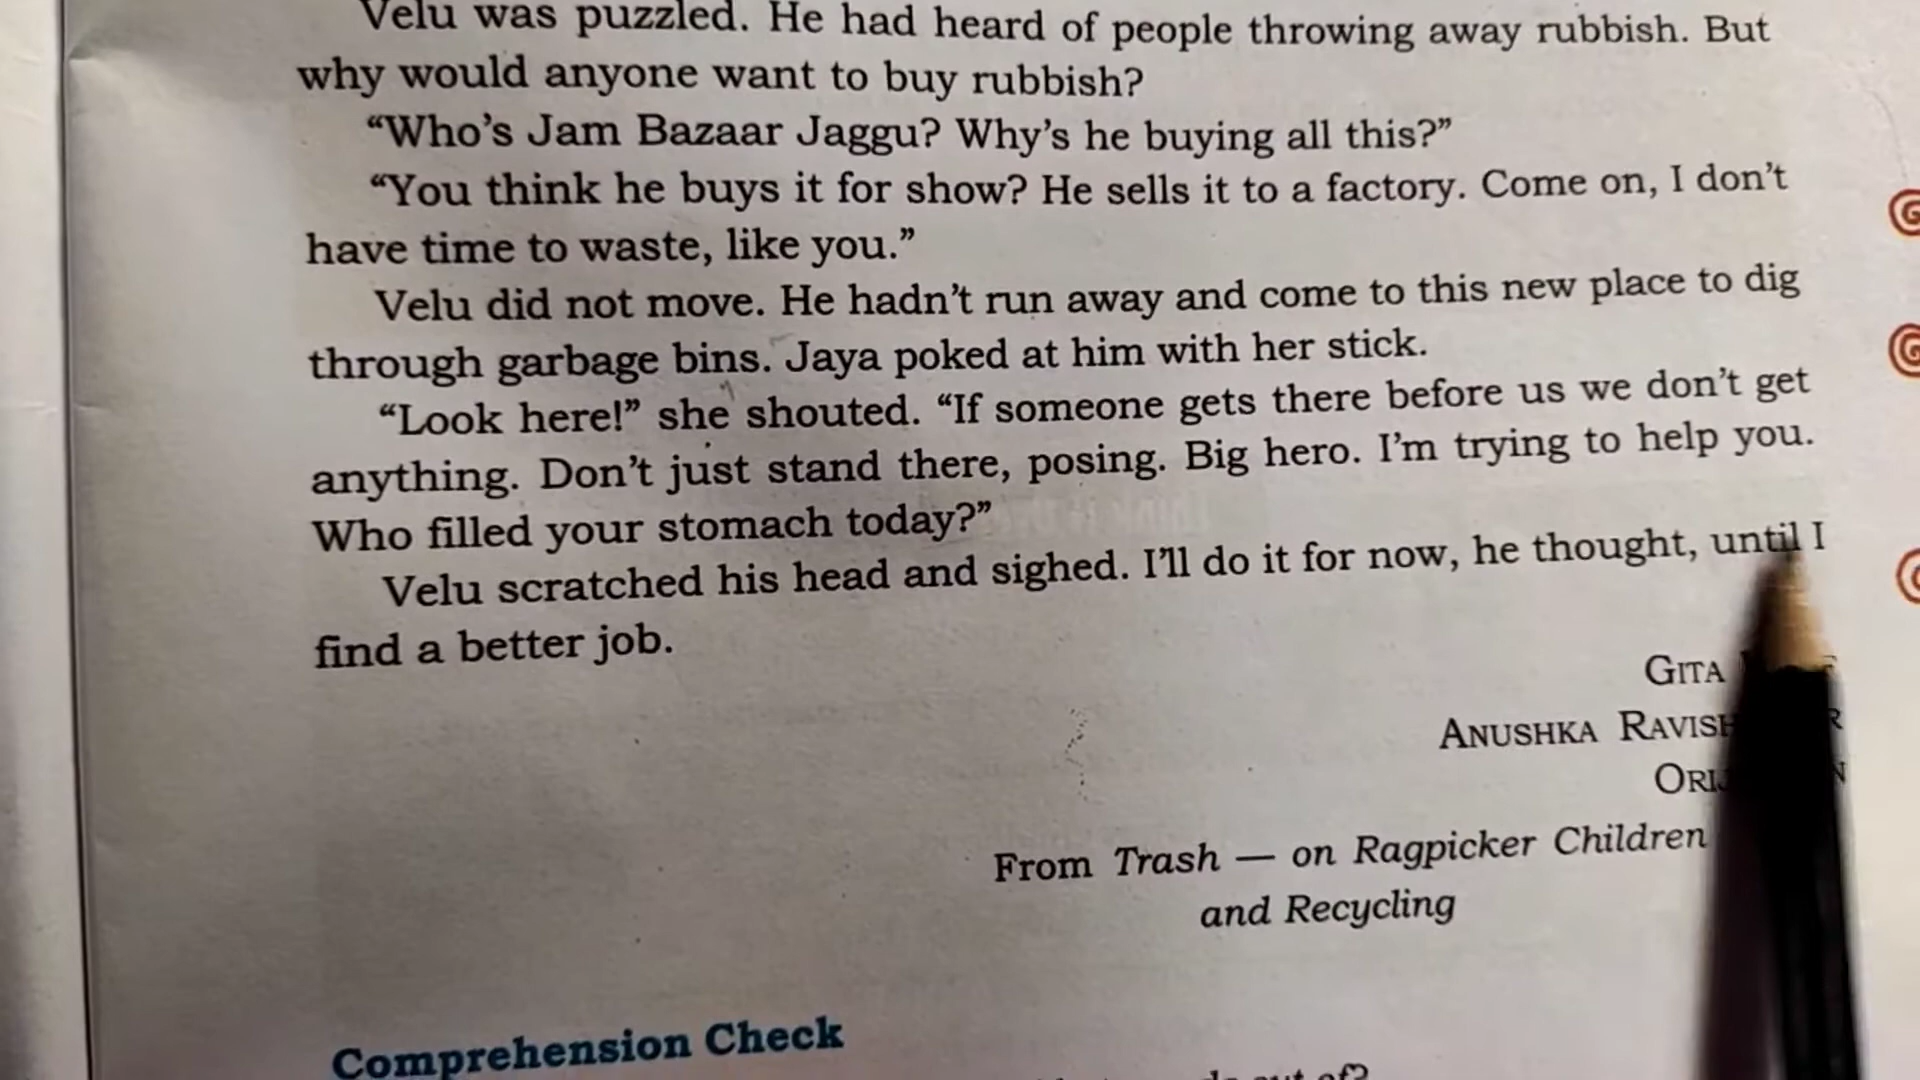 Velu was puzzled. He had heard of people throwing away rubbish. But
why would anyone want to buy rubbish?
“Who’s Jam Bazaar Jaggu? Why’s he buying all this?”
“You think he buys it for show? He sells it to a factory. Come on, I don’t
have time to waste, like you.”
Velu did not move. He hadn’t run away and come to this new place to dig
through garbage bins. Jaya poked at him with her stick.
“Look here!” she shouted. “If someone gets there before us we don’t get
anything. Don’t just stand there, posing. Big hero. I’m trying to help you.
Who filled your stomach today?”
Velu scratched his head and sighed. I’ll do it for now, he thought, until I
find a better job.
GITA
ANUSHKA
From Trash — on Ragpicker Children
and Recycling
Comprehension Check
out of?